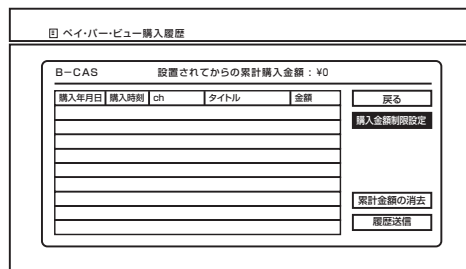 ペイ・パー・ビュー購入履歴
B-CAS 設置されてからの累計購入金額：¥0
購入年月日 購入時刻 ch タイトル 金額
戻る
購入金額制限設定
累計金額の消去
履歴送信